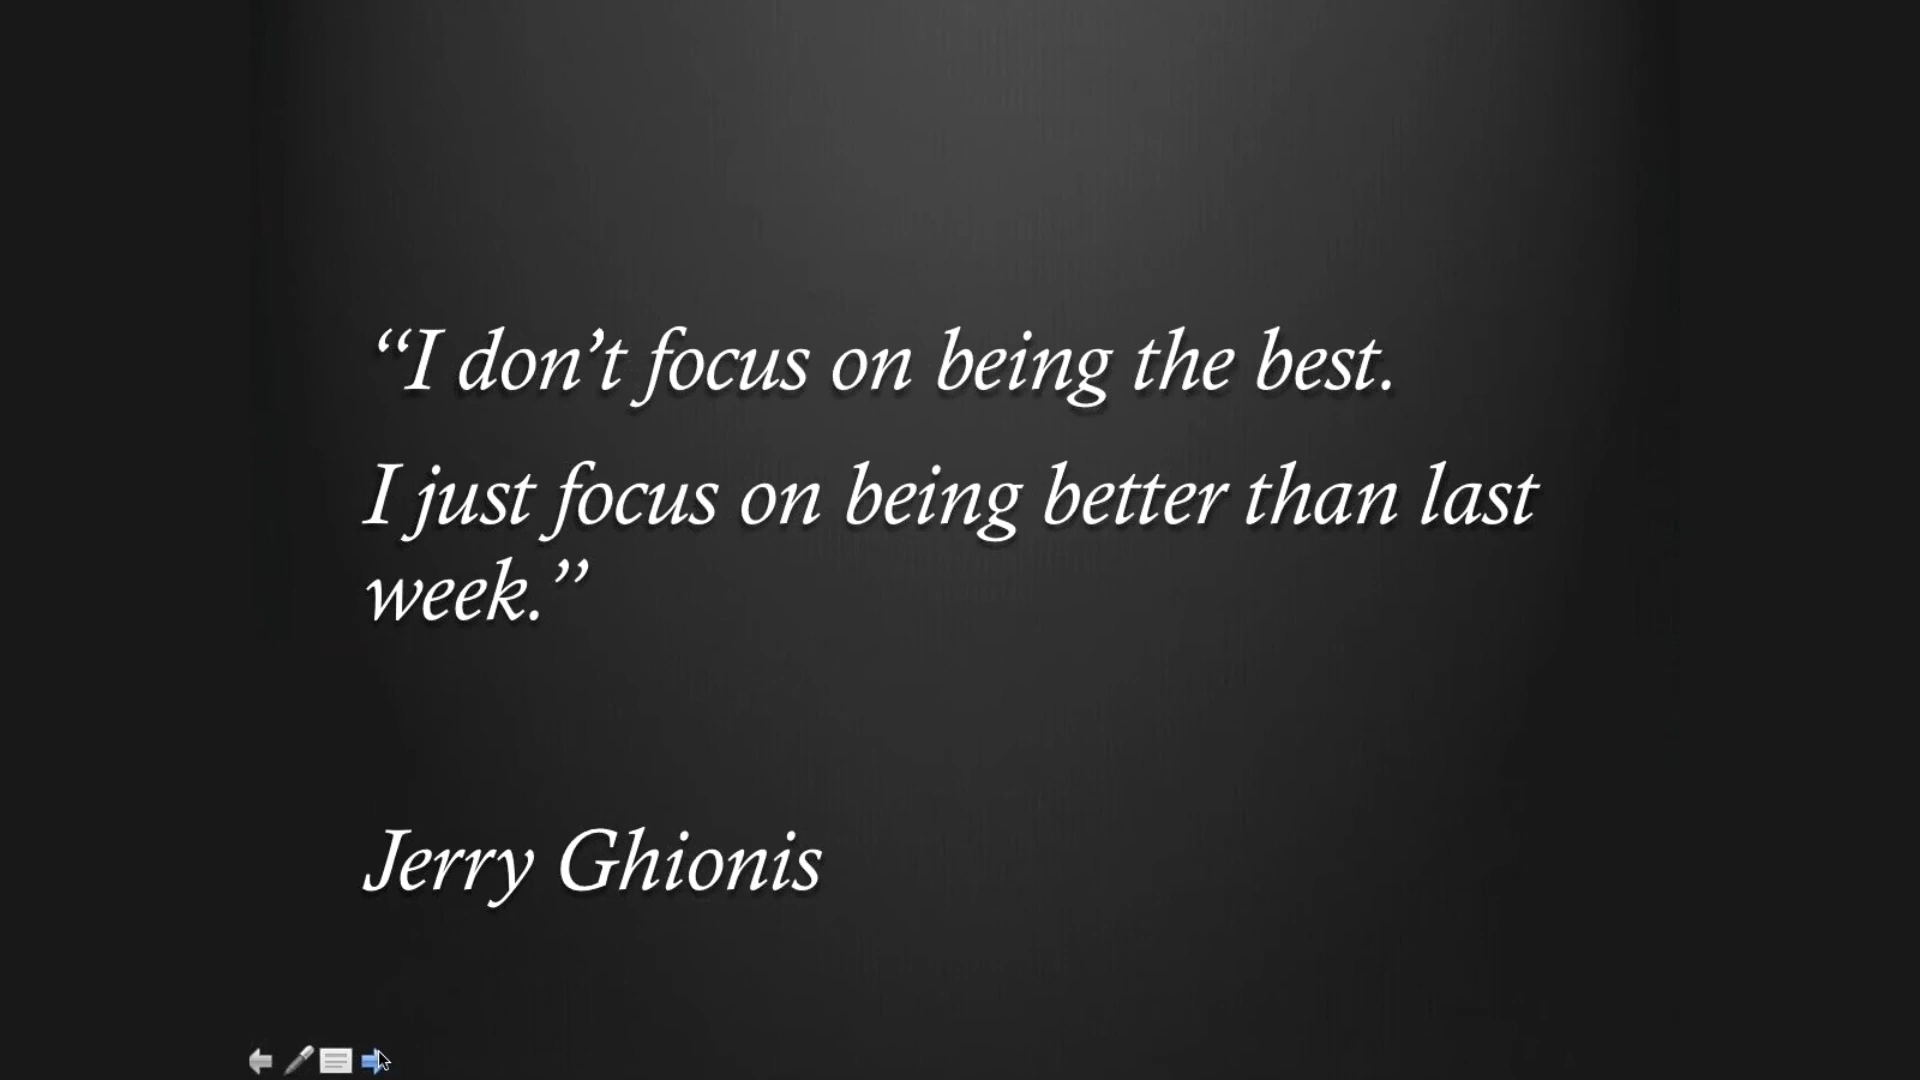 “I don’t focus on being the best.
I just focus on being better than last
week.”
Jerry Ghionis